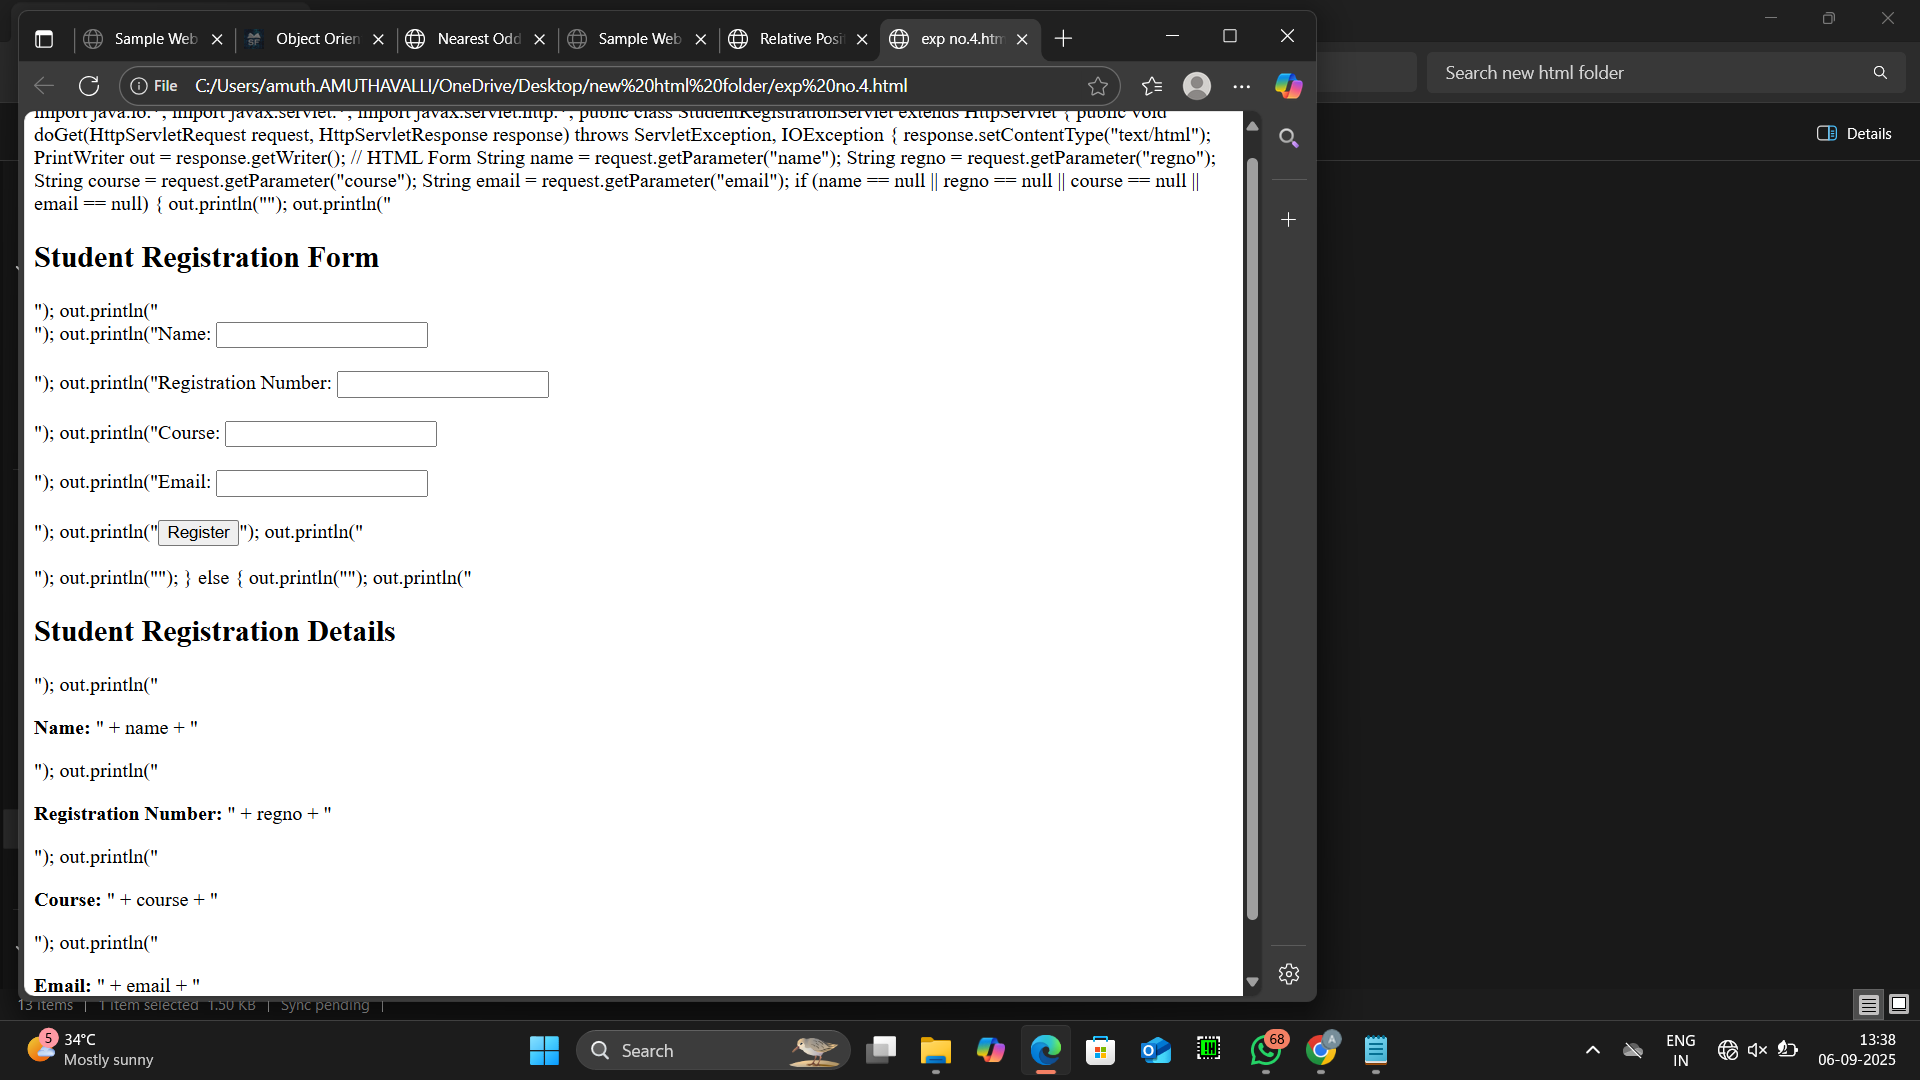 Sample Web
Object Orien
Nearest Odd
Sample Web
Relative Posi
exp no.4.htm
File C:/Users/amuth.AMUTHAVALLI/OneDrive/Desktop/new%20html%20folder/exp%20no.4.html
Search new html folder
Details
import java.io.*; import javax.servlet.*; import javax.servlet.http.*; public class StudentRegistrationServlet extends HttpServlet { public void
doGet(HttpServletRequest request, HttpServletResponse response) throws ServletException, IOException { response.setContentType("text/html");
PrintWriter out = response.getWriter(); // HTML Form String name = request.getParameter("name"); String regno = request.getParameter("regno");
String course = request.getParameter("course"); String email = request.getParameter("email"); if (name == null || regno == null || course == null ||
email == null) { out.println(""); out.println("
Student Registration Form
"); out.println("
"); out.println("Name:
"); out.println("Registration Number:
"); out.println("Course:
"); out.println("Email:
"); out.println("Register"); out.println("
"); out.println(""); } else { out.println(""); out.println("
Student Registration Details
"); out.println("
Name: " + name + "
"); out.println("
Registration Number: " + regno + "
"); out.println("
Course: " + course + "
"); out.println("
Email: " + email + "
13 items | 1 item selected 1.50 KB | Sync pending |
5
34°C
Mostly sunny
Search
68
A
ENG
IN
13:38
06-09-2025